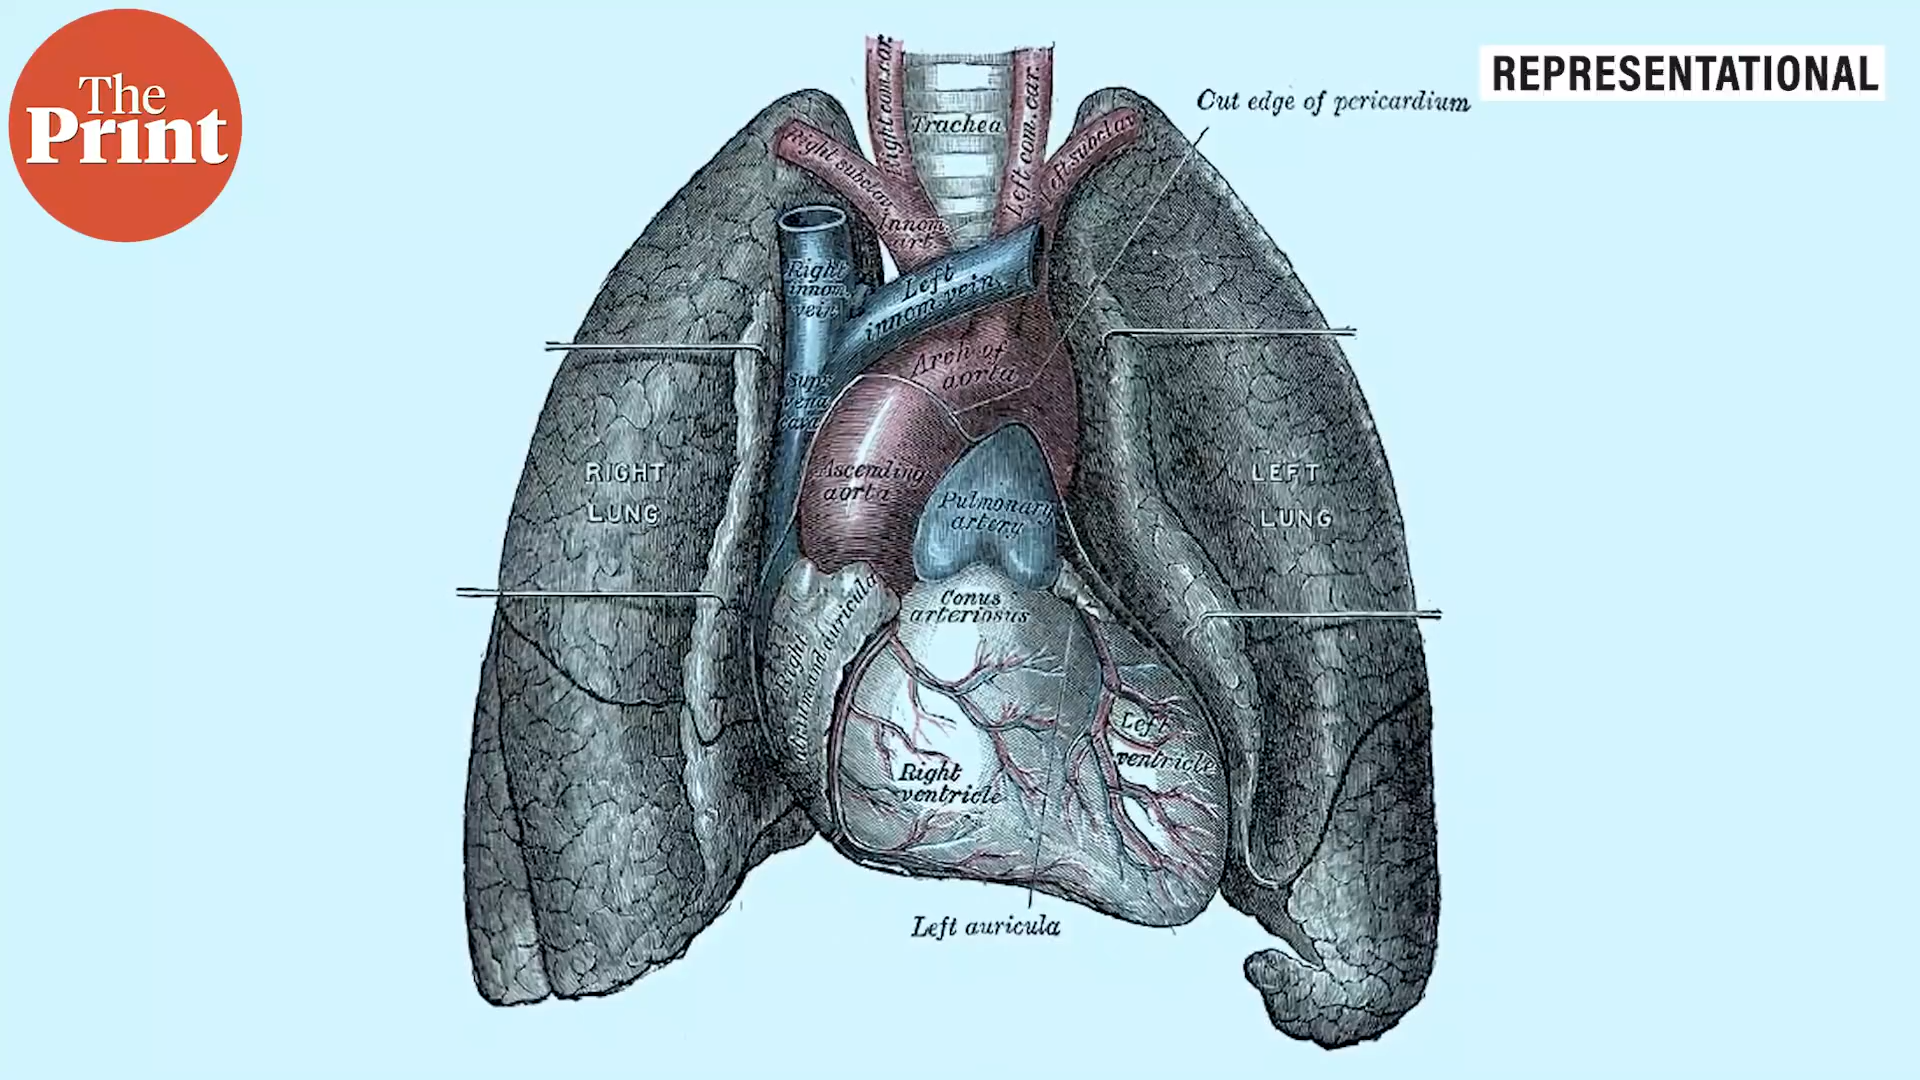 The
Print
REPRESENTATIONAL
Cut edge of pericardium
Right com. car.
Trachea
Left com. car.
Right subclav.
Left subclav.
Innom.
art.
Right
innom.
vein
Left
innom. vein
Arch of
aorta
Sup.
vena
cava
RIGHT
LUNG
Ascending
aorta
Pulmonary
artery
LEFT
LUNG
Conus
arteriosus
Right
auricula
Left
ventricle
Right
ventricle
Left auricula